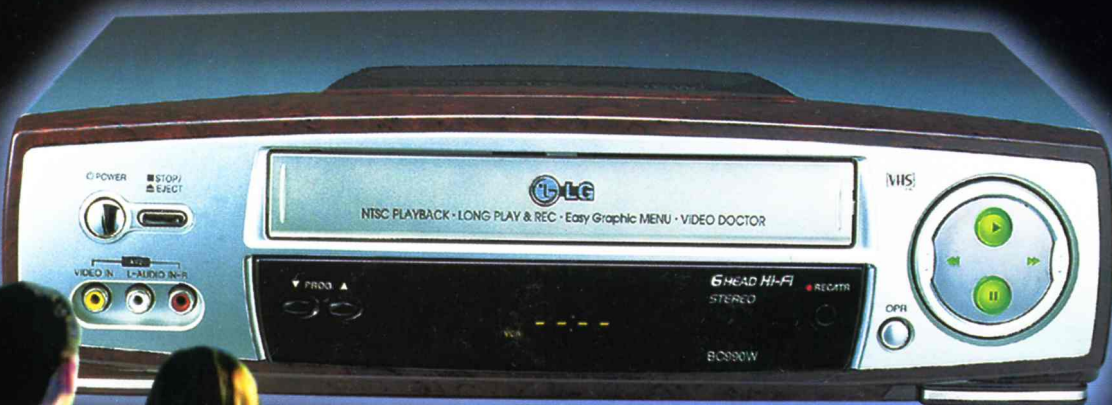 POWER
STOP/
EJECT
LG
NTSC PLAYBACK · LONG PLAY & REC · Easy Graphic MENU · VIDEO DOCTOR
VHS
VIDEO IN L-AUDIO IN-R
PROG.
6 HEAD Hi-Fi
STEREO
REC/ITR
OPR
VCR
--:--
BC990W